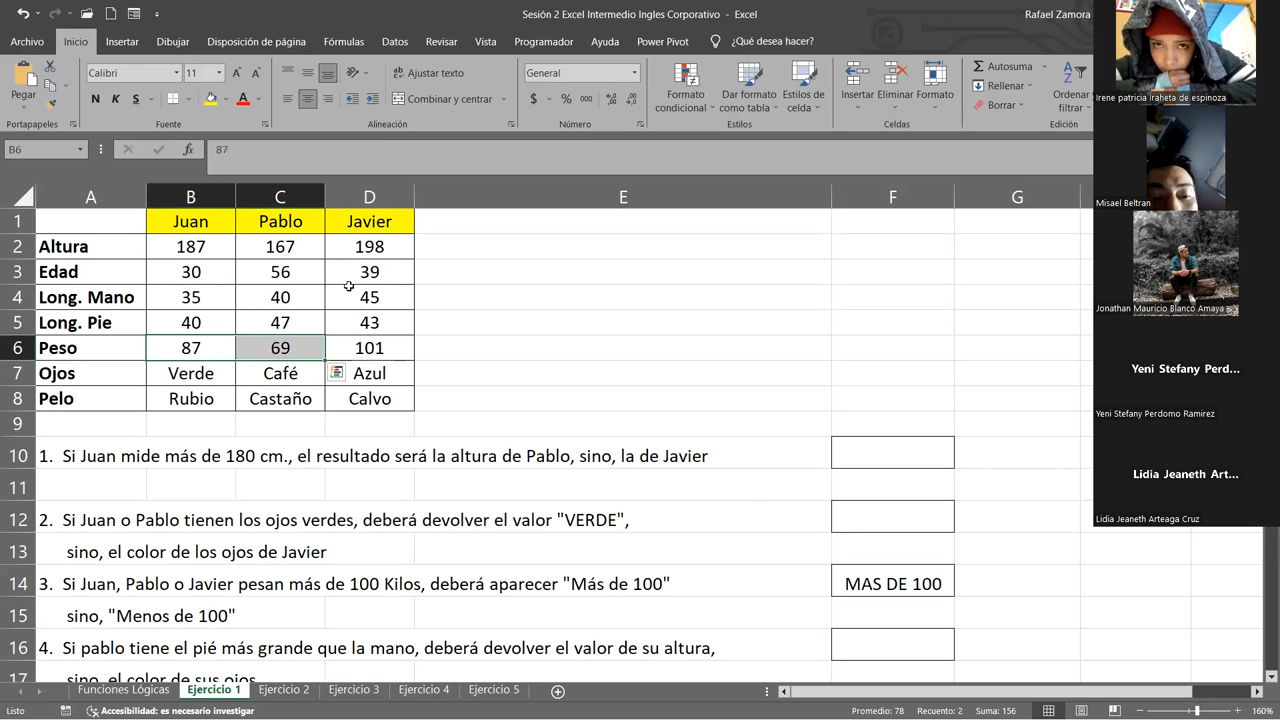 Sesión 2 Excel Intermedio Ingles Corporativo - Excel
Rafael Zamora
Archivo Inicio Insertar Dibujar Disposición de página Fórmulas Datos Revisar Vista Programador Ayuda Power Pivot ¿Qué desea hacer?
Pegar
Calibri 11
N K S
Ajustar texto
Combinar y centrar
General
$ % 000
Formato condicional
Dar formato como tabla
Estilos de celda
Insertar Eliminar Formato
Autosuma
Rellenar
Borrar
Ordenar filtrar
Portapapeles Fuente Alineación Número Estilos Celdas Edición
B6 fx 87
A B C D E F G
1 Juan Pablo Javier
2 Altura 187 167 198
3 Edad 30 56 39
4 Long. Mano 35 40 45
5 Long. Pie 40 47 43
6 Peso 87 69 101
7 Ojos Verde Café Azul
8 Pelo Rubio Castaño Calvo
9
10 1. Si Juan mide más de 180 cm., el resultado será la altura de Pablo, sino, la de Javier
11
12 2. Si Juan o Pablo tienen los ojos verdes, deberá devolver el valor "VERDE",
13 sino, el color de los ojos de Javier
14 3. Si Juan, Pablo o Javier pesan más de 100 Kilos, deberá aparecer "Más de 100" MAS DE 100
15 sino, "Menos de 100"
16 4. Si pablo tiene el pié más grande que la mano, deberá devolver el valor de su altura,
17 sino, el color de sus ojos
Funciones Lógicas Ejercicio 1 Ejercicio 2 Ejercicio 3 Ejercicio 4 Ejercicio 5
Listo Accesibilidad: es necesario investigar Promedio: 78 Recuento: 2 Suma: 156 160%
Irene patricia Iraheta de espinoza
Misael Beltran
Jonathan Mauricio Blanco Amaya
Yeni Stefany Perd...
Yeni Stefany Perdomo Ramirez
Lidia Jeaneth Art...
Lidia Jeaneth Arteaga Cruz